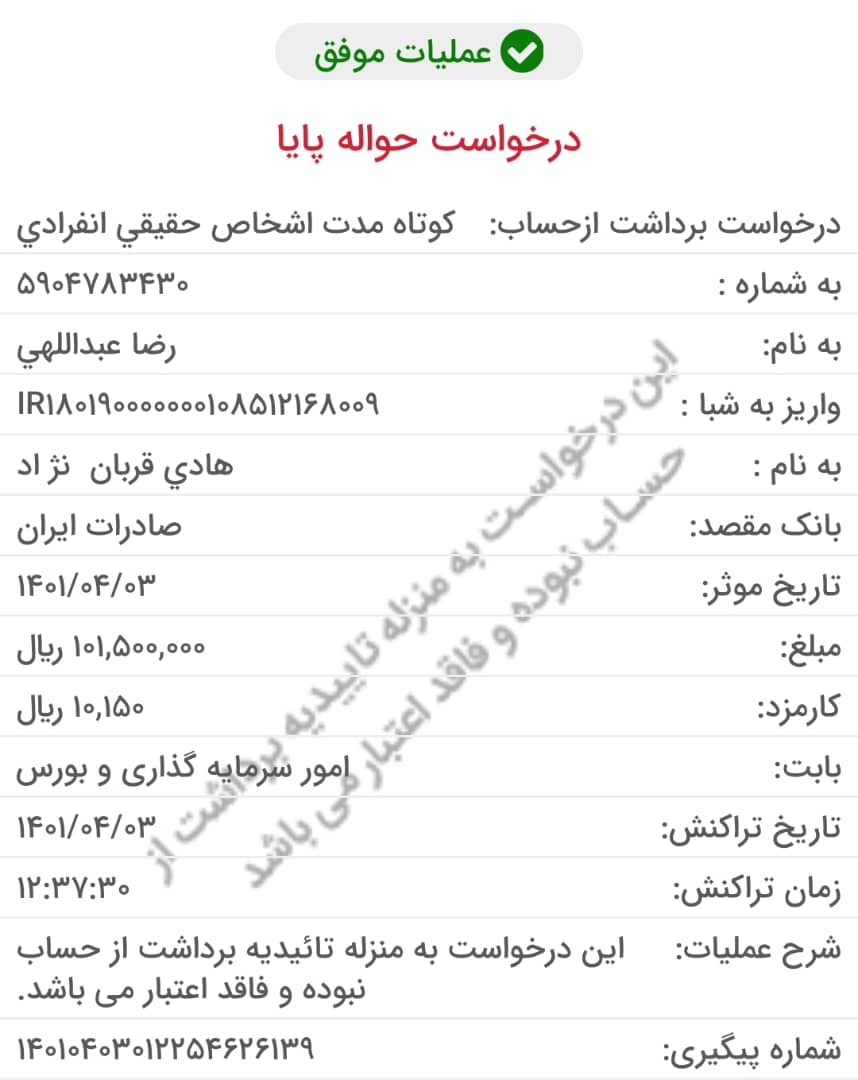 عملیات موفق
درخواست حواله پایا
درخواست برداشت ازحساب: کوتاه مدت اشخاص حقیقي انفرادي
به شماره : ۵۹۰۴۷۸۳۴۳۰
به نام: رضا عبداللهي
واریز به شبا : IR۱۸۰۱۹۰۰۰۰۰۰۰۰۱۰۸۵۱۲۱۶۸۰۰۹
به نام : هادي قربان نژ اد
بانک مقصد: صادرات ایران
تاریخ موثر: ۱۴۰۱/۰۴/۰۳
مبلغ: ۱۰۱,۵۰۰,۰۰۰ ریال
کارمزد: ۱۰,۱۵۰ ریال
بابت: امور سرمایه گذاری و بورس
تاریخ تراکنش: ۱۴۰۱/۰۴/۰۳
زمان تراکنش: ۱۲:۳۷:۳۰
شرح عملیات: این درخواست به منزله تائیدیه برداشت از حساب
نبوده و فاقد اعتبار می باشد.
شماره پیگیری: ۱۴۰۱۰۴۰۳۰۱۲۲۵۴۶۲۶۱۳۹
این درخواست به منزله تاییدیه برداشت از
حساب نبوده و فاقد اعتبار می باشد